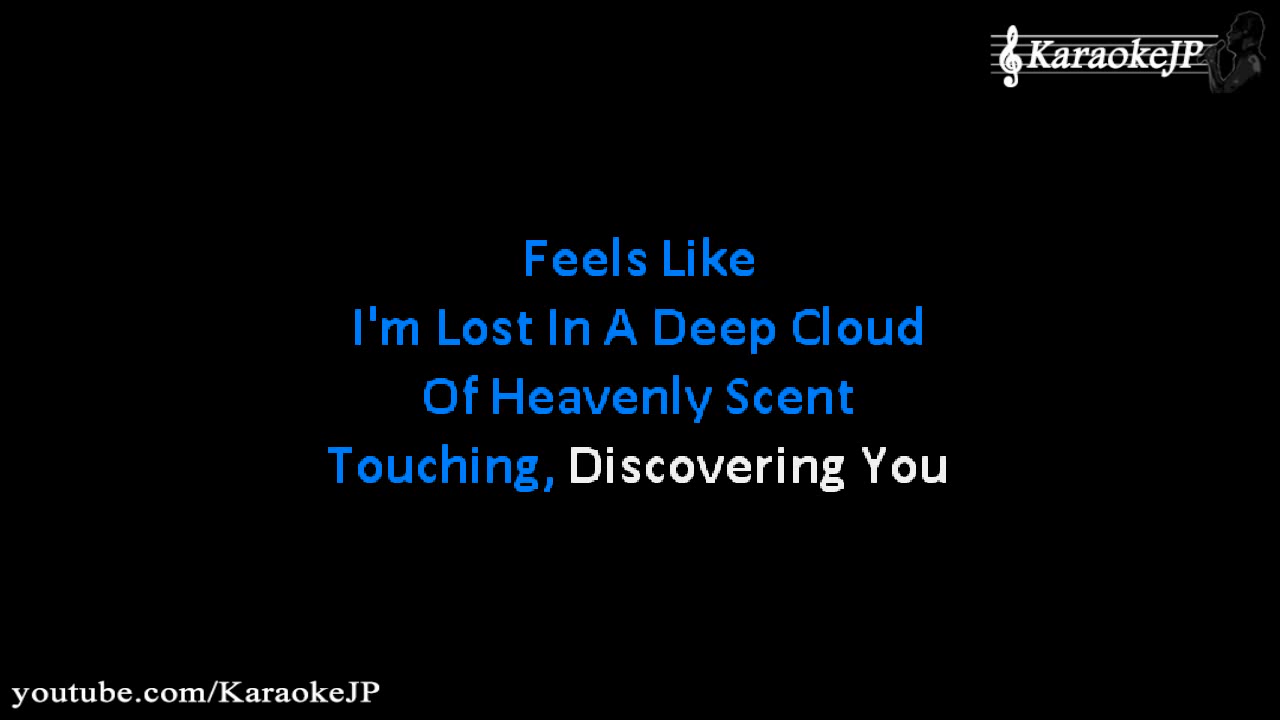 KaraokeJP
Feels Like
I'm Lost In A Deep Cloud
Of Heavenly Scent
Touching, Discovering You
youtube.com/KaraokeJP